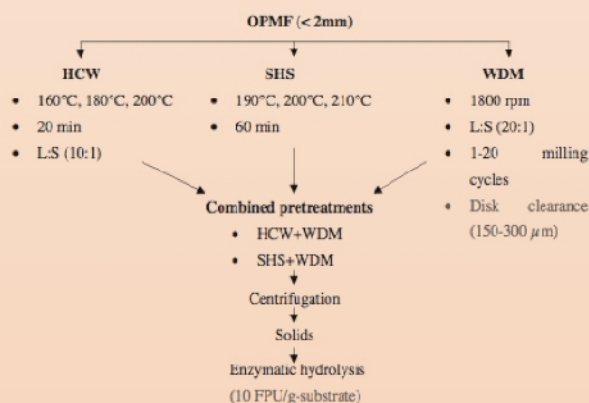 OPMF (< 2mm)
HCW
• 160°C, 180°C, 200°C
• 20 min
• L:S (10:1)
SHS
• 190°C, 200°C, 210°C
• 60 min
WDM
• 1800 rpm
• L:S (20:1)
• 1-20 milling
cycles
• Disk clearance
(150-300 µm)
Combined pretreatments
• HCW+WDM
• SHS+WDM
Centrifugation
Solids
Enzymatic hydrolysis
(10 FPU/g-substrate)